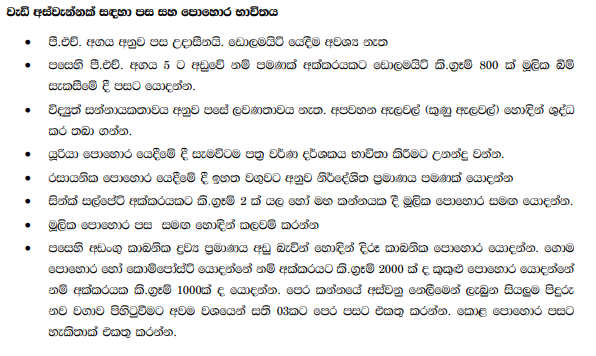 වැඩි අස්වැන්නක් සඳහා පස සහ පොහොර භාවිතය
• පී.එච්. අගය අනුව පස උදාසීනයි. ඩොලමයිට් යෙදීම අවශ්‍ය නැත
• පසෙහි පී.එච්. අගය 5 ට අඩුවේ නම් පමණක් අක්කරයකට ඩොලමයිට් කි.ග්‍රෑම් 800 ක් මූලික බිම්
සැකසීමේ දී පසට යොදන්න.
• විද්‍යුත් සන්නායකතාවය අනුව පසේ ලවණතාවය නැත. අපවහන ඇලවල් (කුණු ඇලවල්) හොඳින් ශුද්ධ
කර තබා ගන්න.
• යූරියා පොහොර යෙදීමේ දී සැමවිටම පත්‍ර වර්ණ දර්ශකය භාවිතා කිරීමට උනන්දු වන්න.
• රසායනික පොහොර යෙදීමේ දී ඉහත වගුවට අනුව නිර්දේශිත ප්‍රමාණය පමණක් යොදන්න
• සින්ක් සල්පේට් අක්කරයකට කි.ග්‍රෑම් 2 ක් යල හෝ මහ කන්නයක දී මූලික පොහොර සමඟ යොදන්න.
• මූලික පොහොර පස සමඟ හොඳින් කලවම් කරන්න
• පසෙහි අඩංගු කාබනික ද්‍රව්‍ය ප්‍රමාණය අඩු බැවින් හොඳින් දිරූ කාබනික පොහොර යොදන්න. ගොම
පොහොර හෝ කොම්පෝස්ට් යොදන්නේ නම් අක්කරයට කි.ග්‍රෑම් 2000 ක් ද කුකුළු පොහොර යොදන්නේ
නම් අක්කරයක කි.ග්‍රෑම් 1000ක් ද යොදන්න. පෙර කන්නයේ අස්වනු නෙලීමෙන් ලැබුන සියලුම පිදුරු
නව වගාව පිහිටුවීමට අවම වශයෙන් සති 03කට පෙර පසට එකතු කරන්න. කොළ පොහොර පසට
හැකිතාක් එකතු කරන්න.